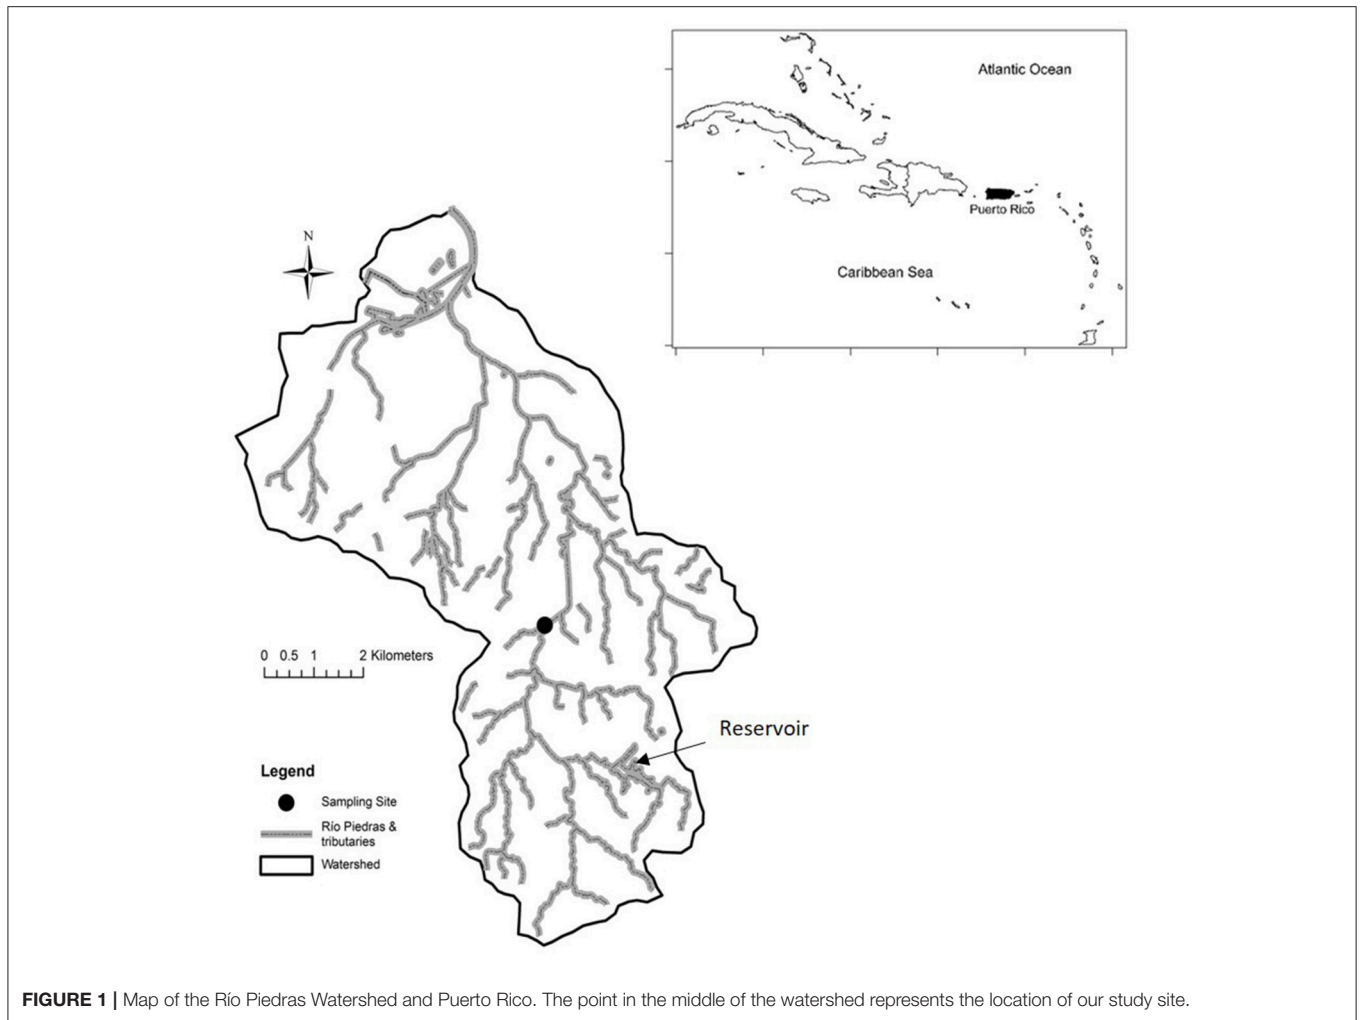 Atlantic Ocean
Puerto Rico
Caribbean Sea
N
0 0.5 1 2 Kilometers
Reservoir
Legend
Sampling Site
Río Piedras &
tributaries
Watershed
FIGURE 1 | Map of the Río Piedras Watershed and Puerto Rico. The point in the middle of the watershed represents the location of our study site.